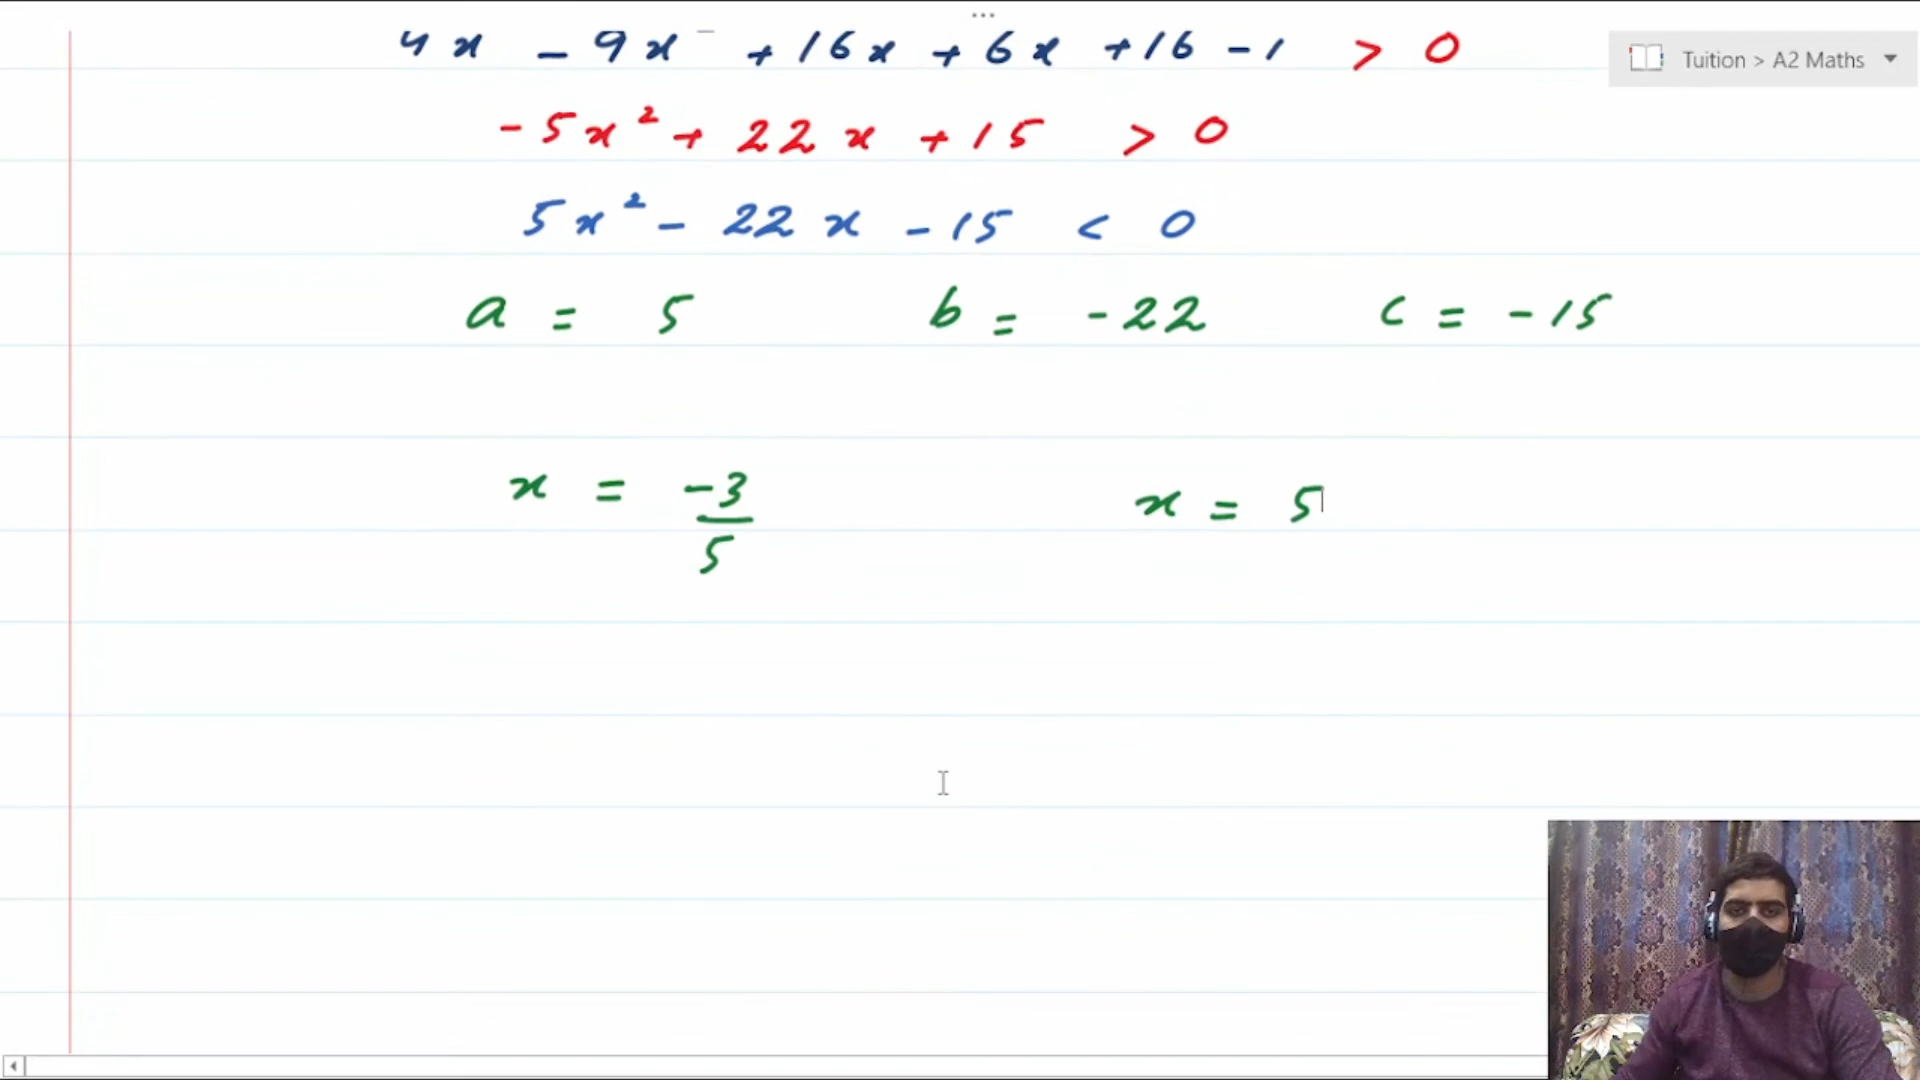 4x - 9x + 16x + 6x + 16 - 1 > 0
Tuition > A2 Maths
-5x² + 22x + 15 > 0
5x² - 22x - 15 < 0
a = 5 b = -22 c = -15
x = -3/5 x = 5